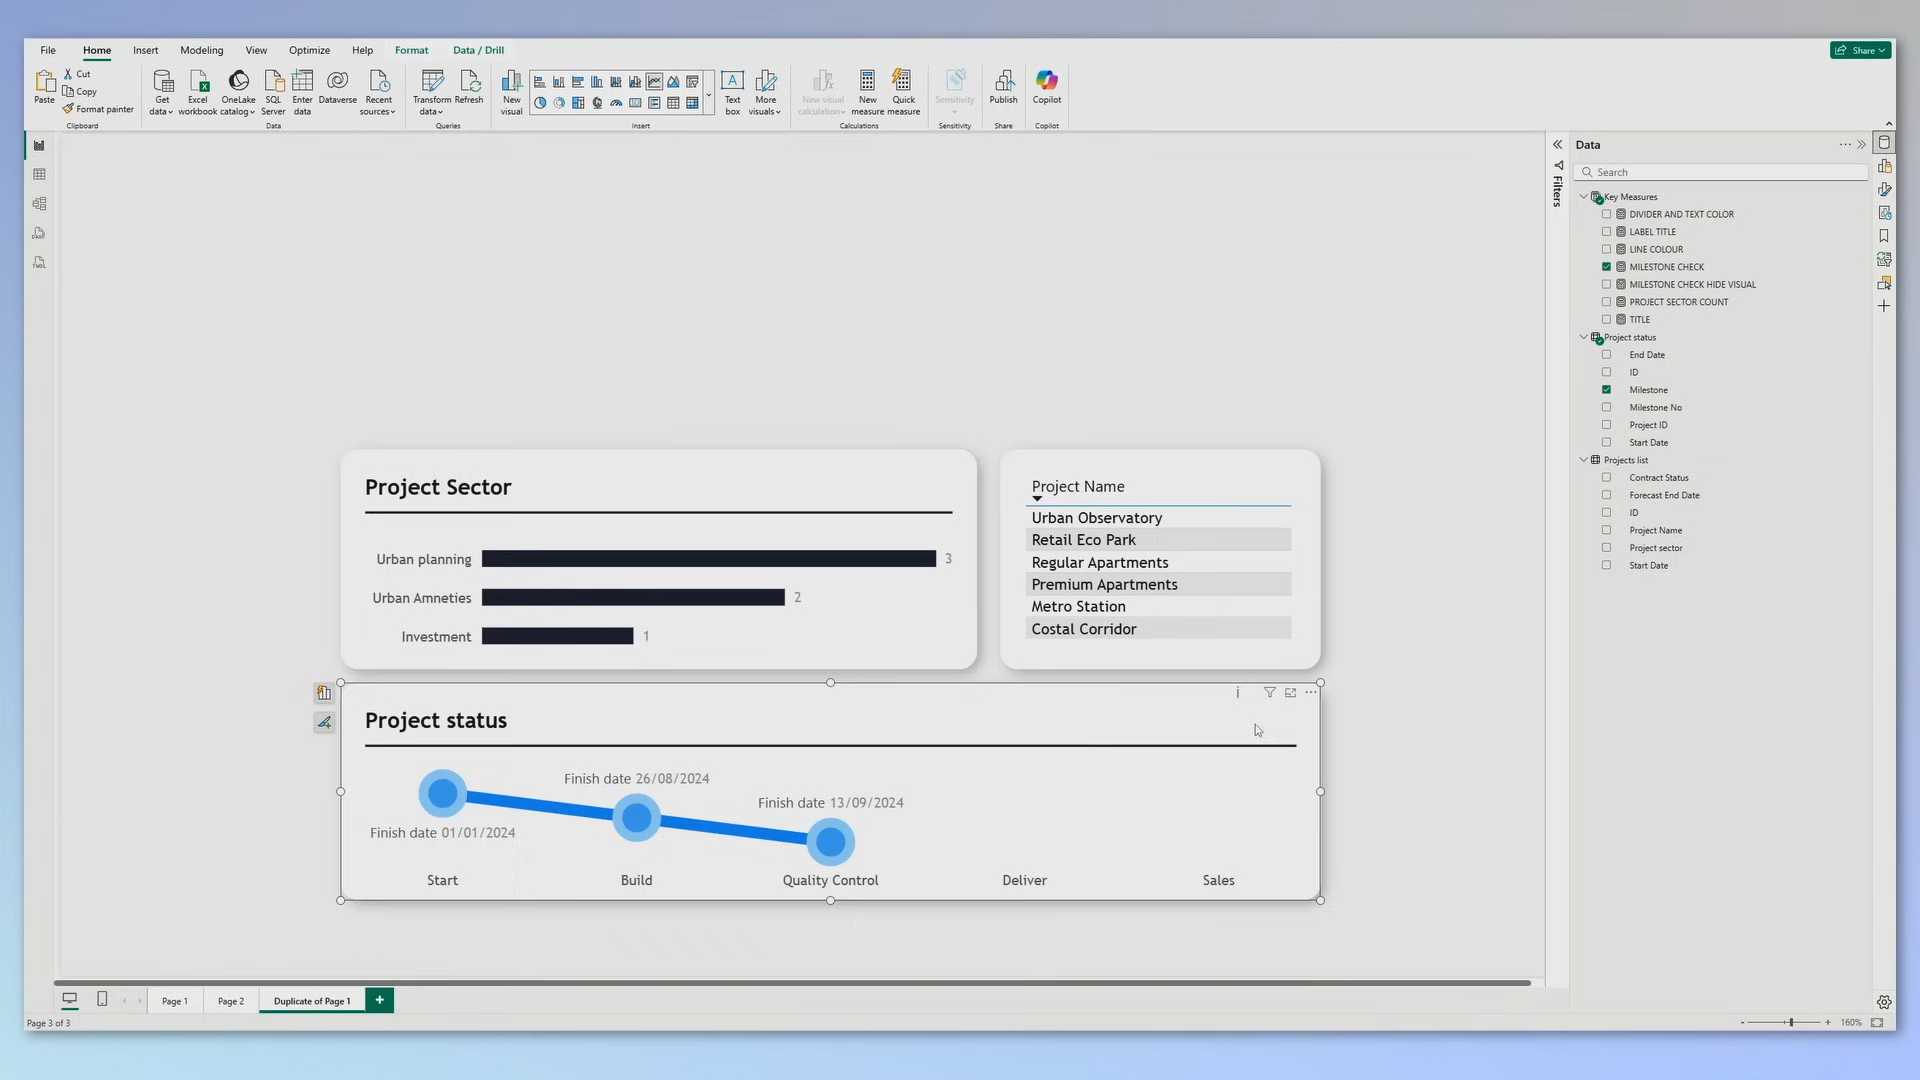 File Home Insert Modeling View Optimize Help Format Data / Drill
Share
Paste
Cut
Copy
Format painter
Clipboard
Get data
Excel workbook
OneLake catalog
SQL Server
Enter data
Dataverse
Recent sources
Data
Transform data
Refresh
Queries
New visual
Text box
More visuals
Insert
New visual calculation
New measure
Quick measure
Calculations
Sensitivity
Sensitivity
Publish
Share
Copilot
Copilot
Filters
Data
Search
Key Measures
DIVIDER AND TEXT COLOR
LABEL TITLE
LINE COLOUR
MILESTONE CHECK
MILESTONE CHECK HIDE VISUAL
PROJECT SECTOR COUNT
TITLE
Project status
End Date
ID
Milestone
Milestone No
Project ID
Start Date
Projects list
Contract Status
Forecast End Date
ID
Project Name
Project sector
Start Date
Project Sector
Urban planning 3
Urban Amneties 2
Investment 1
Project Name
Urban Observatory
Retail Eco Park
Regular Apartments
Premium Apartments
Metro Station
Costal Corridor
Project status
Finish date 26/08/2024
Finish date 13/09/2024
Finish date 01/01/2024
Start Build Quality Control Deliver Sales
Page 1 Page 2 Duplicate of Page 1 +
Page 3 of 3
- + 160%